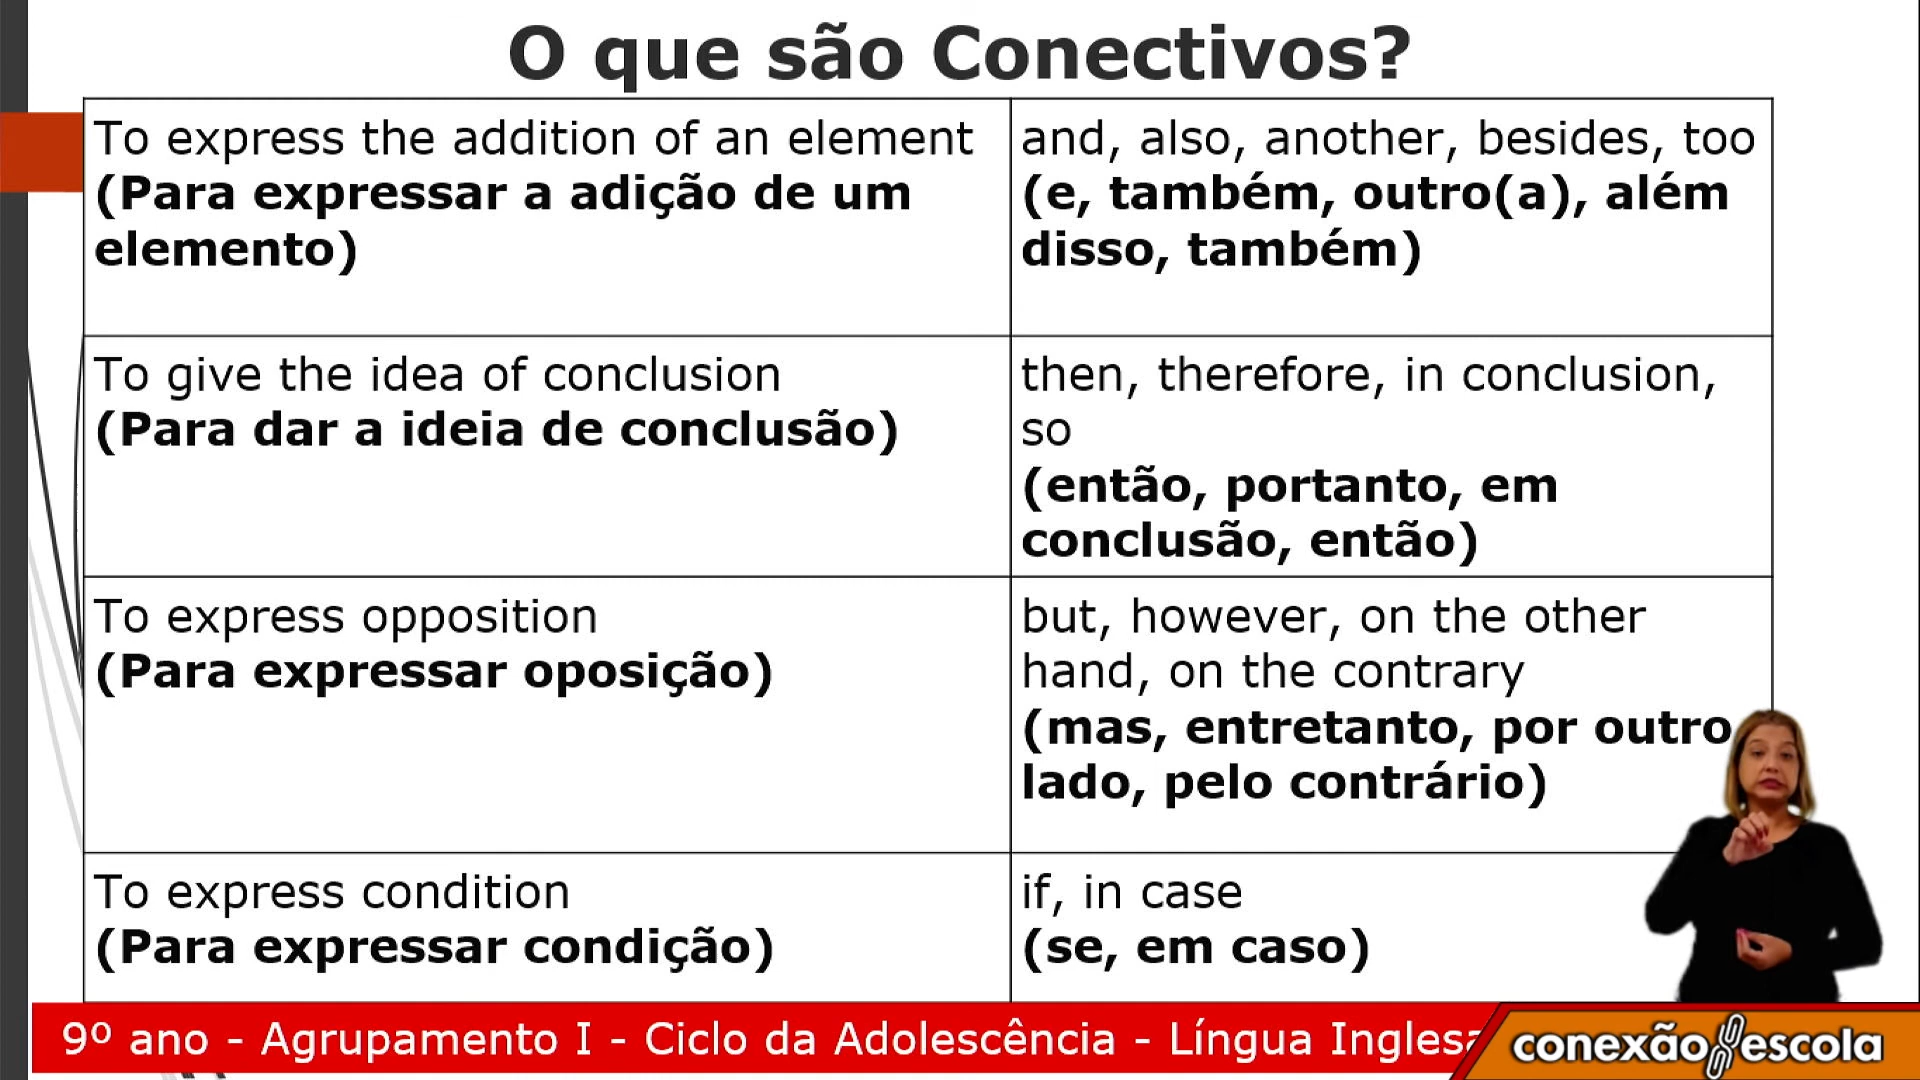 O que são Conectivos?
To express the addition of an element
(Para expressar a adição de um
elemento)
and, also, another, besides, too
(e, também, outro(a), além
disso, também)
To give the idea of conclusion
(Para dar a ideia de conclusão)
then, therefore, in conclusion,
so
(então, portanto, em
conclusão, então)
To express opposition
(Para expressar oposição)
but, however, on the other
hand, on the contrary
(mas, entretanto, por outro
lado, pelo contrário)
To express condition
(Para expressar condição)
if, in case
(se, em caso)
9º ano - Agrupamento I - Ciclo da Adolescência - Língua Inglesa
conexão escola